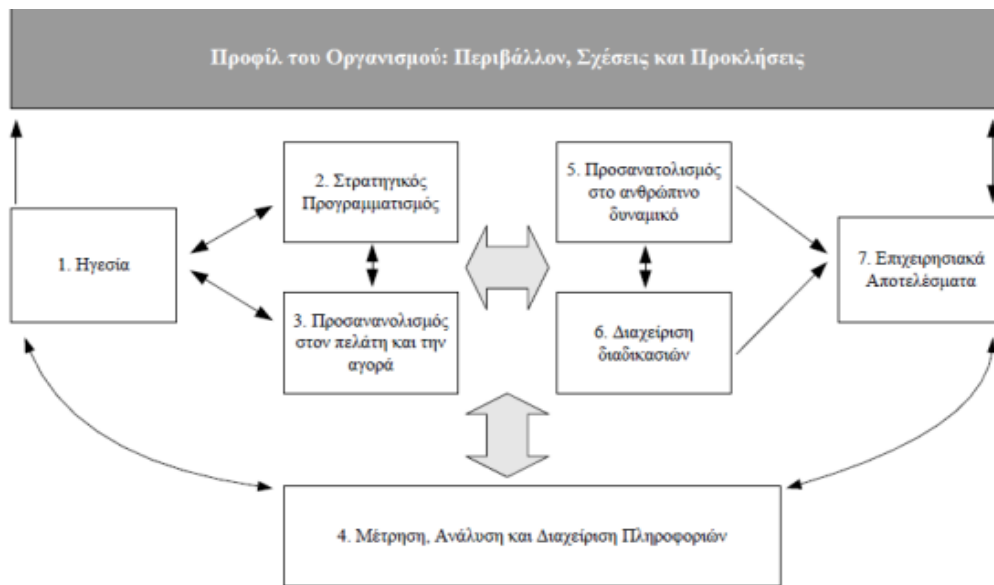 Προφίλ του Οργανισμού: Περιβάλλον, Σχέσεις και Προκλήσεις
1. Ηγεσία
2. Στρατηγικός
Προγραμματισμός
3. Προσανανολισμός
στον πελάτη και την
αγορά
5. Προσανατολισμός
στο ανθρώπινο
δυναμικό
6. Διαχείριση
διαδικασιών
7. Επιχειρησιακά
Αποτελέσματα
4. Μέτρηση, Ανάλυση και Διαχείριση Πληροφοριών